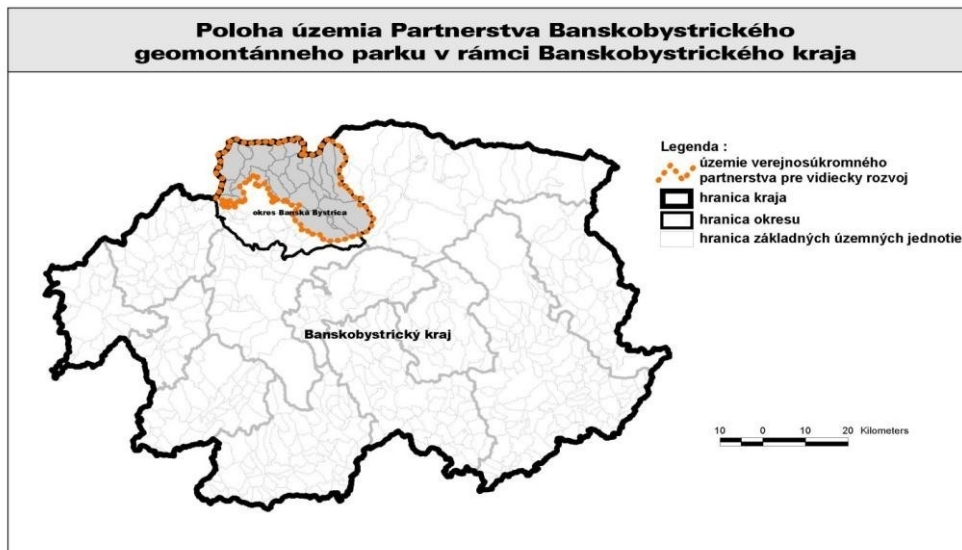 Poloha územia Partnerstva Banskobystrického
geomontánneho parku v rámci Banskobystrického kraja
Legenda :
územie verejnosúkromného
partnerstva pre vidiecky rozvoj
hranica kraja
hranica okresu
hranica základných územných jednotie
okres Banská Bystrica
Banskobystrický kraj
10 0 10 20 Kilometers